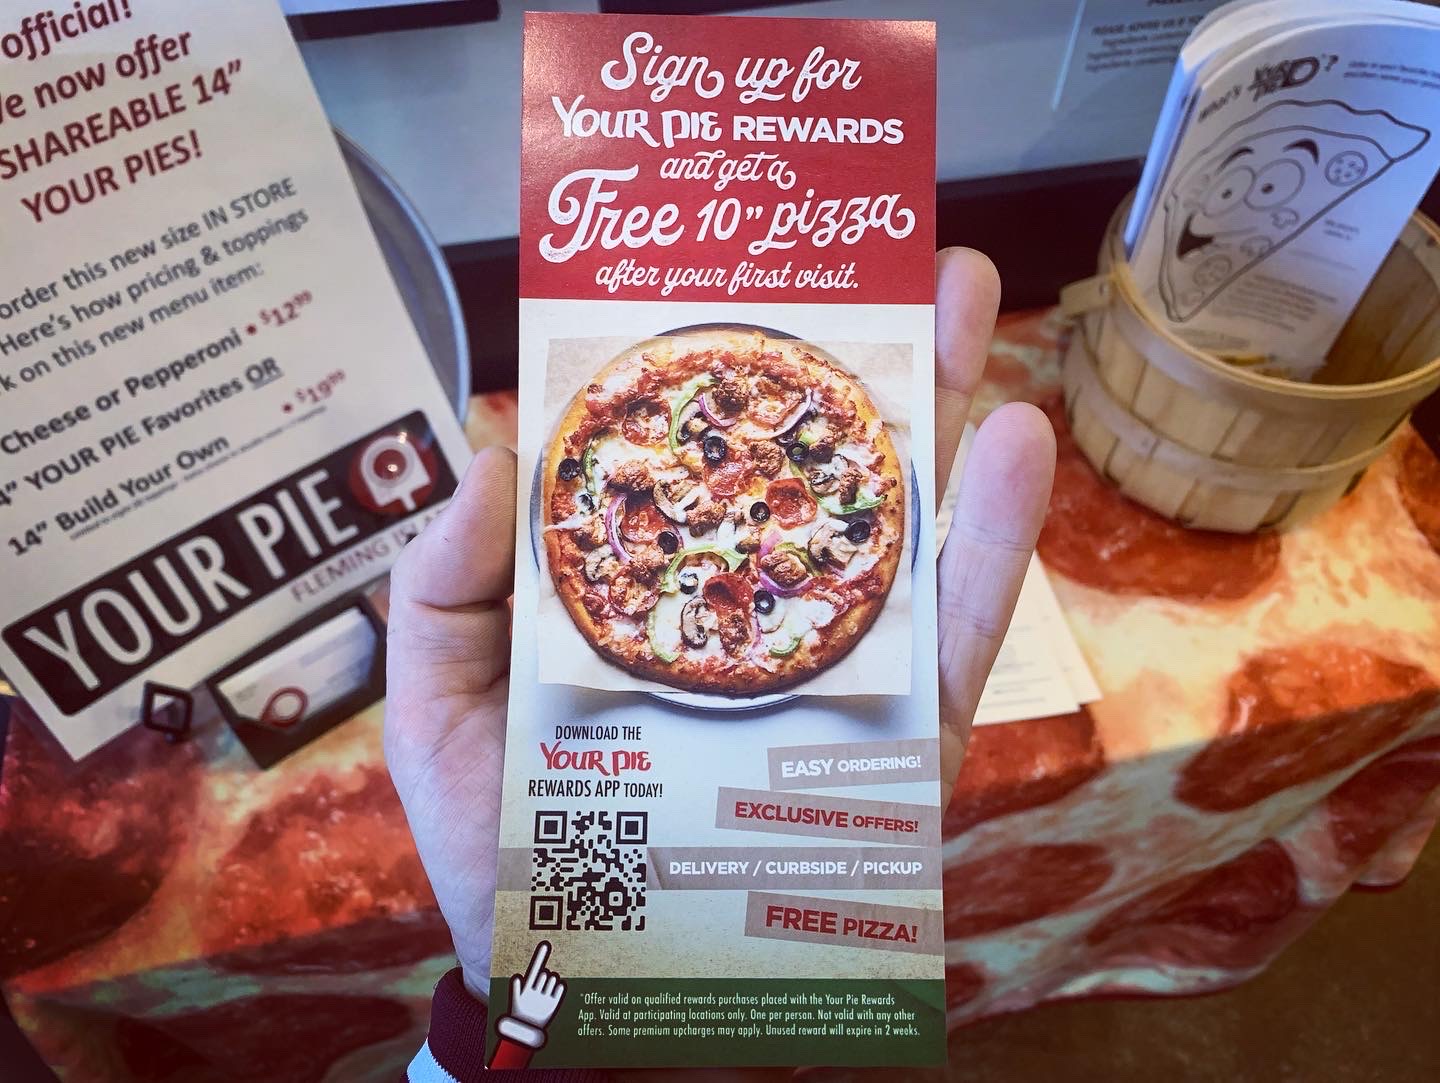 official!
e now offer
SHAREABLE 14"
YOUR PIES!
order this new size IN STORE
Here's how pricing & toppings
k on this new menu item:
Cheese or Pepperoni • $12.99
4" YOUR PIE Favorites OR
• $19.99
14" Build Your Own
YOUR PIE
FLEMING
Sign up for
YOUR PIE REWARDS
and get a
Free 10" pizza
after your first visit.
DOWNLOAD THE
YOUR PIE
REWARDS APP TODAY!
EASY ORDERING!
EXCLUSIVE OFFERS!
DELIVERY / CURBSIDE / PICKUP
FREE PIZZA!
*Offer valid on qualified rewards purchases placed with the Your Pie Rewards
App. Valid at participating locations only. One per person. Not valid with any other
offers. Some premium upcharges may apply. Unused reward will expire in 2 weeks.
What's YOUR PIE'D?